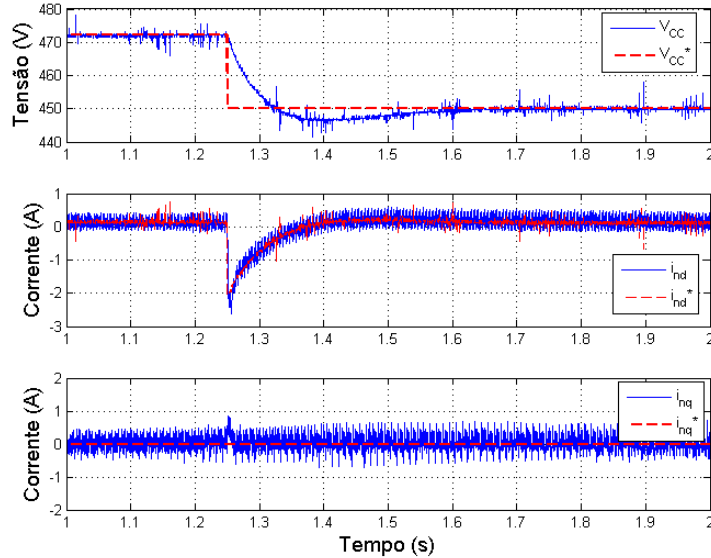 480
470
460
450
440
Tensão (V)
V_CC
V_CC*
1 1.1 1.2 1.3 1.4 1.5 1.6 1.7 1.8 1.9 2
1
0
-1
-2
-3
Corrente (A)
i_nd
i_nd*
1 1.1 1.2 1.3 1.4 1.5 1.6 1.7 1.8 1.9 2
2
1
0
-1
-2
Corrente (A)
i_nq
i_nq*
1 1.1 1.2 1.3 1.4 1.5 1.6 1.7 1.8 1.9 2
Tempo (s)